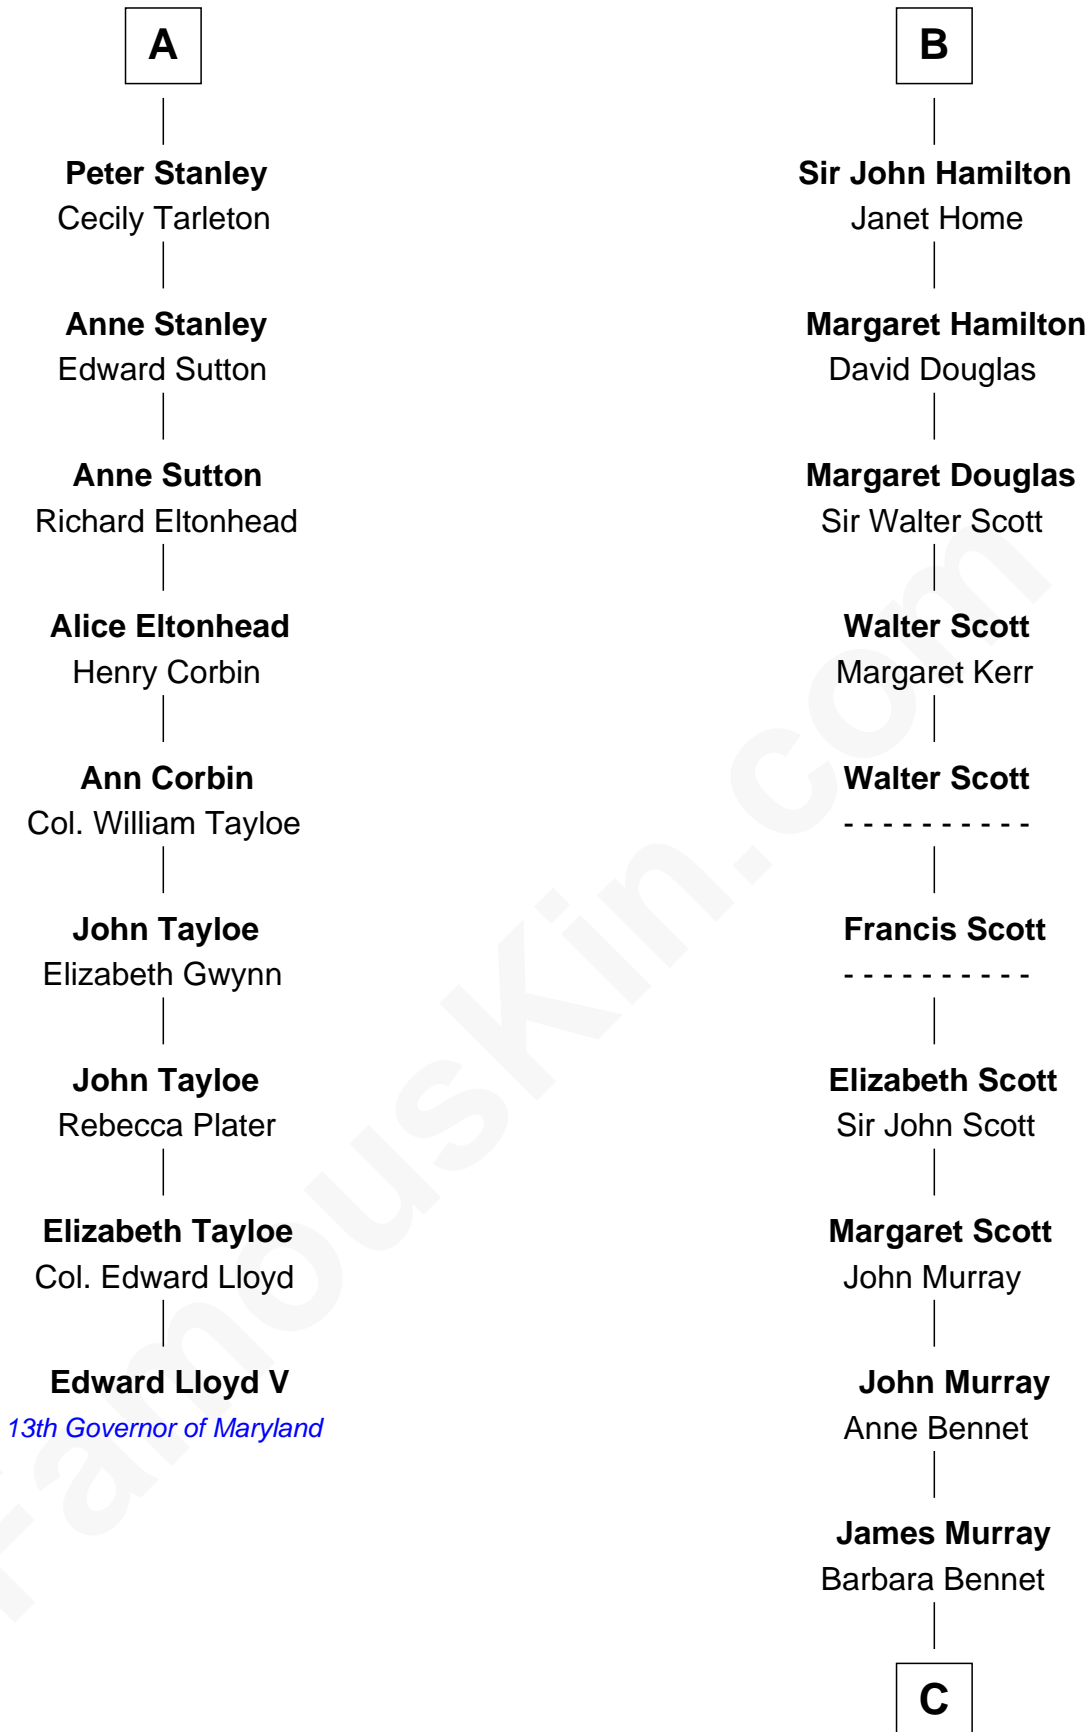 A
Peter Stanley
Cecily Tarleton
Anne Stanley
Edward Sutton
Anne Sutton
Richard Eltonhead
Alice Eltonhead
Henry Corbin
Ann Corbin
Col. William Tayloe
John Tayloe
Elizabeth Gwynn
John Tayloe
Rebecca Plater
Elizabeth Tayloe
Col. Edward Lloyd
Edward Lloyd V
13th Governor of Maryland
B
Sir John Hamilton
Janet Home
Margaret Hamilton
David Douglas
Margaret Douglas
Sir Walter Scott
Walter Scott
Margaret Kerr
Walter Scott
- - - - - - - - - -
Francis Scott
- - - - - - - - - -
Elizabeth Scott
Sir John Scott
Margaret Scott
John Murray
John Murray
Anne Bennet
James Murray
Barbara Bennet
C
FamousKin.com